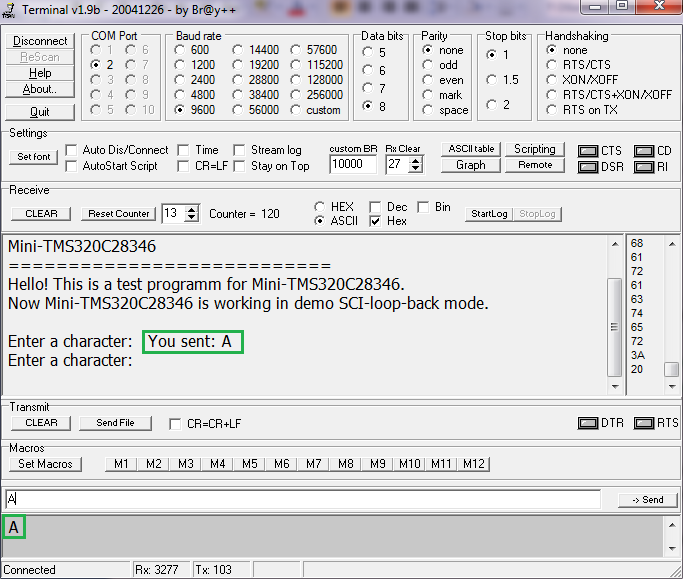 Terminal v1.9b - 20041226 - by Br@y++
Disconnect
ReScan
Help
About..
Quit
COM Port
1 6
2 7
3 8
4 9
5 10
Baud rate
600 14400 57600
1200 19200 115200
2400 28800 128000
4800 38400 256000
9600 56000 custom
Data bits
5
6
7
8
Parity
none
odd
even
mark
space
Stop bits
1
1.5
2
Handshaking
none
RTS/CTS
XON/XOFF
RTS/CTS+XON/XOFF
RTS on TX
Settings
Set font
Auto Dis/Connect Time Stream log
AutoStart Script CR=LF Stay on Top
custom BR Rx Clear
10000 27
ASCII table Scripting
Graph Remote
CTS CD
DSR RI
Receive
CLEAR Reset Counter 13 Counter = 120
HEX Dec Bin
ASCII Hex
StartLog StopLog
Mini-TMS320C28346
===========================
Hello! This is a test programm for Mini-TMS320C28346.
Now Mini-TMS320C28346 is working in demo SCI-loop-back mode.
Enter a character: You sent: A
Enter a character:
68
61
72
61
63
74
65
72
3A
20
Transmit
CLEAR Send File CR=CR+LF DTR RTS
Macros
Set Macros M1 M2 M3 M4 M5 M6 M7 M8 M9 M10 M11 M12
A -> Send
A
Connected Rx: 3277 Tx: 103